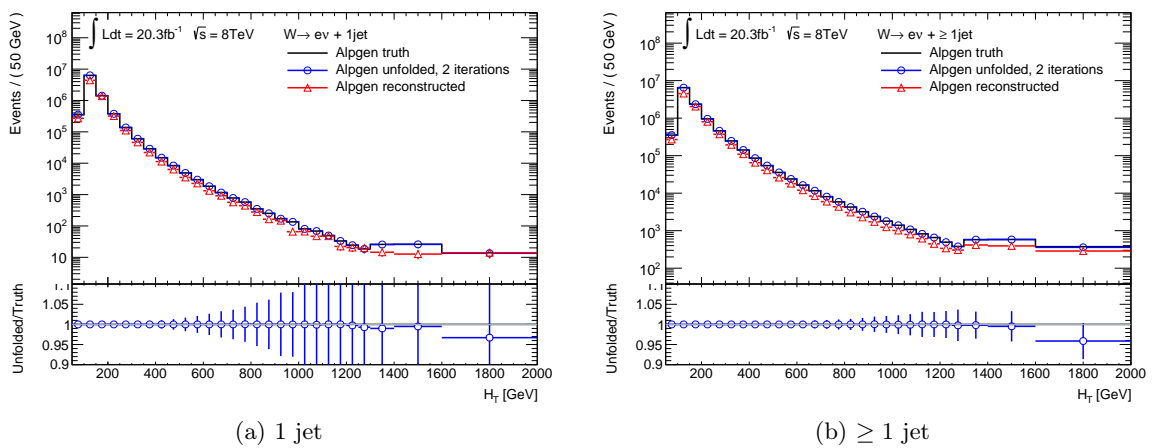 ∫ Ldt = 20.3fb⁻¹ √s = 8TeV W→ eν + 1jet
Alpgen truth
Alpgen unfolded, 2 iterations
Alpgen reconstructed
Events / ( 50 GeV )
10⁸
10⁷
10⁶
10⁵
10⁴
10³
10²
10
Unfolded/Truth
1.1
1.05
1
0.95
0.9
200 400 600 800 1000 1200 1400 1600 1800 2000
H_T [GeV]
(a) 1 jet
∫ Ldt = 20.3fb⁻¹ √s = 8TeV W→ eν + ≥ 1jet
Alpgen truth
Alpgen unfolded, 2 iterations
Alpgen reconstructed
Events / ( 50 GeV )
10⁸
10⁷
10⁶
10⁵
10⁴
10³
10²
Unfolded/Truth
1.1
1.05
1
0.95
0.9
200 400 600 800 1000 1200 1400 1600 1800 2000
H_T [GeV]
(b) ≥ 1 jet